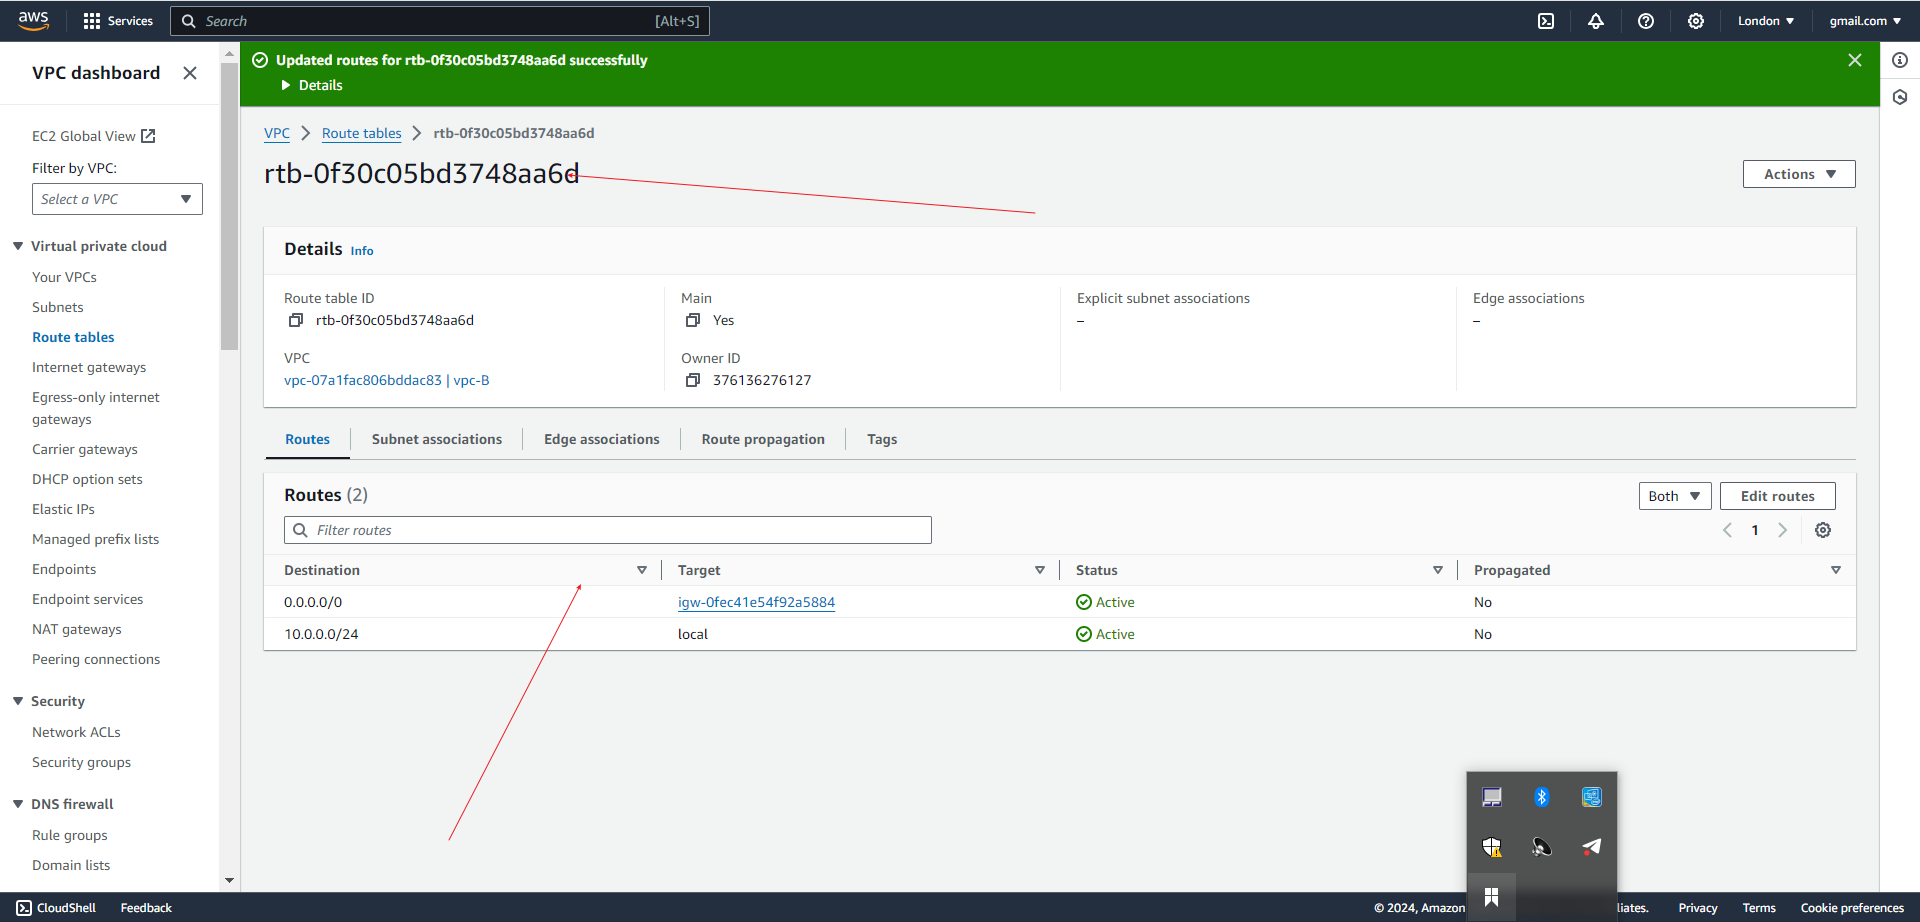 aws
Services
Search
[Alt+S]
London
gmail.com
VPC dashboard
EC2 Global View
Filter by VPC:
Select a VPC
Virtual private cloud
Your VPCs
Subnets
Route tables
Internet gateways
Egress-only internet
gateways
Carrier gateways
DHCP option sets
Elastic IPs
Managed prefix lists
Endpoints
Endpoint services
NAT gateways
Peering connections
Security
Network ACLs
Security groups
DNS firewall
Rule groups
Domain lists
Updated routes for rtb-0f30c05bd3748aa6d successfully
Details
VPC
Route tables
rtb-0f30c05bd3748aa6d
rtb-0f30c05bd3748aa6d
Actions
Details Info
Route table ID
rtb-0f30c05bd3748aa6d
Main
Yes
Explicit subnet associations
–
Edge associations
–
VPC
vpc-07a1fac806bddac83 | vpc-B
Owner ID
376136276127
Routes
Subnet associations
Edge associations
Route propagation
Tags
Routes (2)
Both
Edit routes
Filter routes
1
Destination
Target
Status
Propagated
0.0.0.0/0
igw-0fec41e54f92a5884
Active
No
10.0.0.0/24
local
Active
No
CloudShell
Feedback
© 2024, Amazon
liates.
Privacy
Terms
Cookie preferences